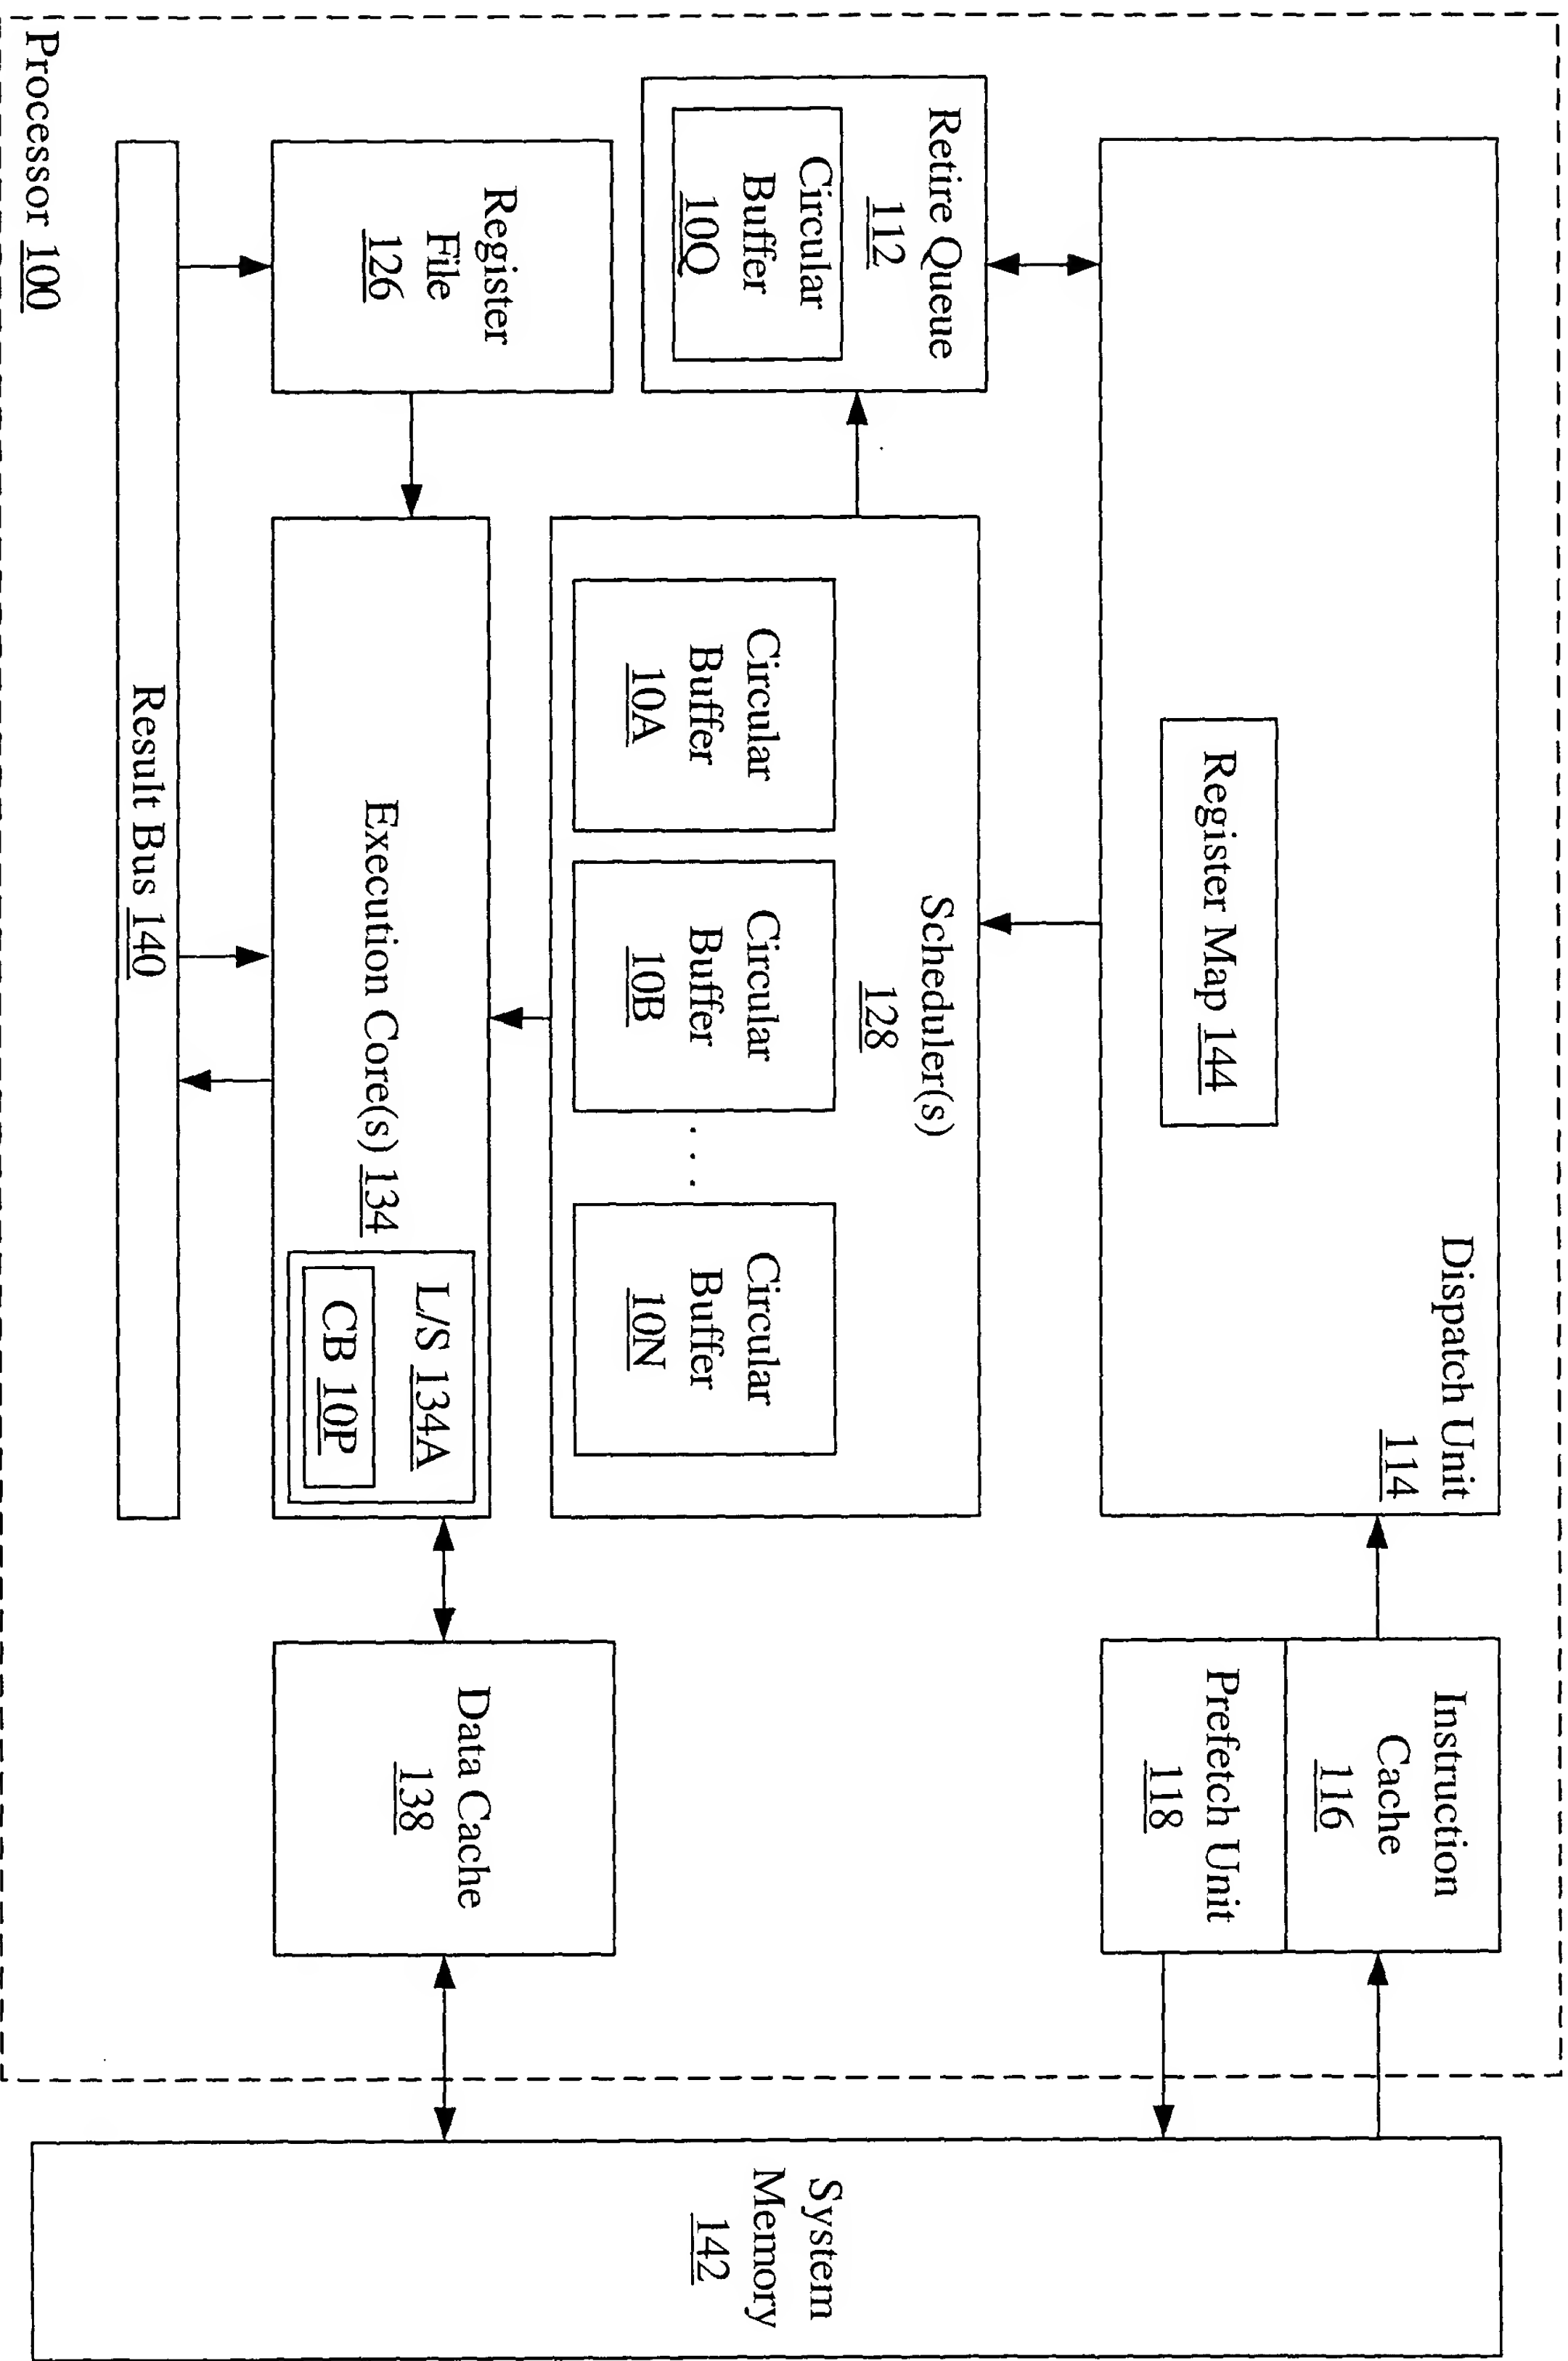 Dispatch Unit
114
Register Map 144
Instruction
Cache
116
Prefetch Unit
118
Retire Queue
112
Circular
Buffer
10Q
Scheduler(s)
128
Circular
Buffer
10A
Circular
Buffer
10B
. . .
Circular
Buffer
10N
Register
File
126
Execution Core(s) 134
L/S 134A
CB 10P
Data Cache
138
Result Bus 140
Processor 100
System
Memory
142